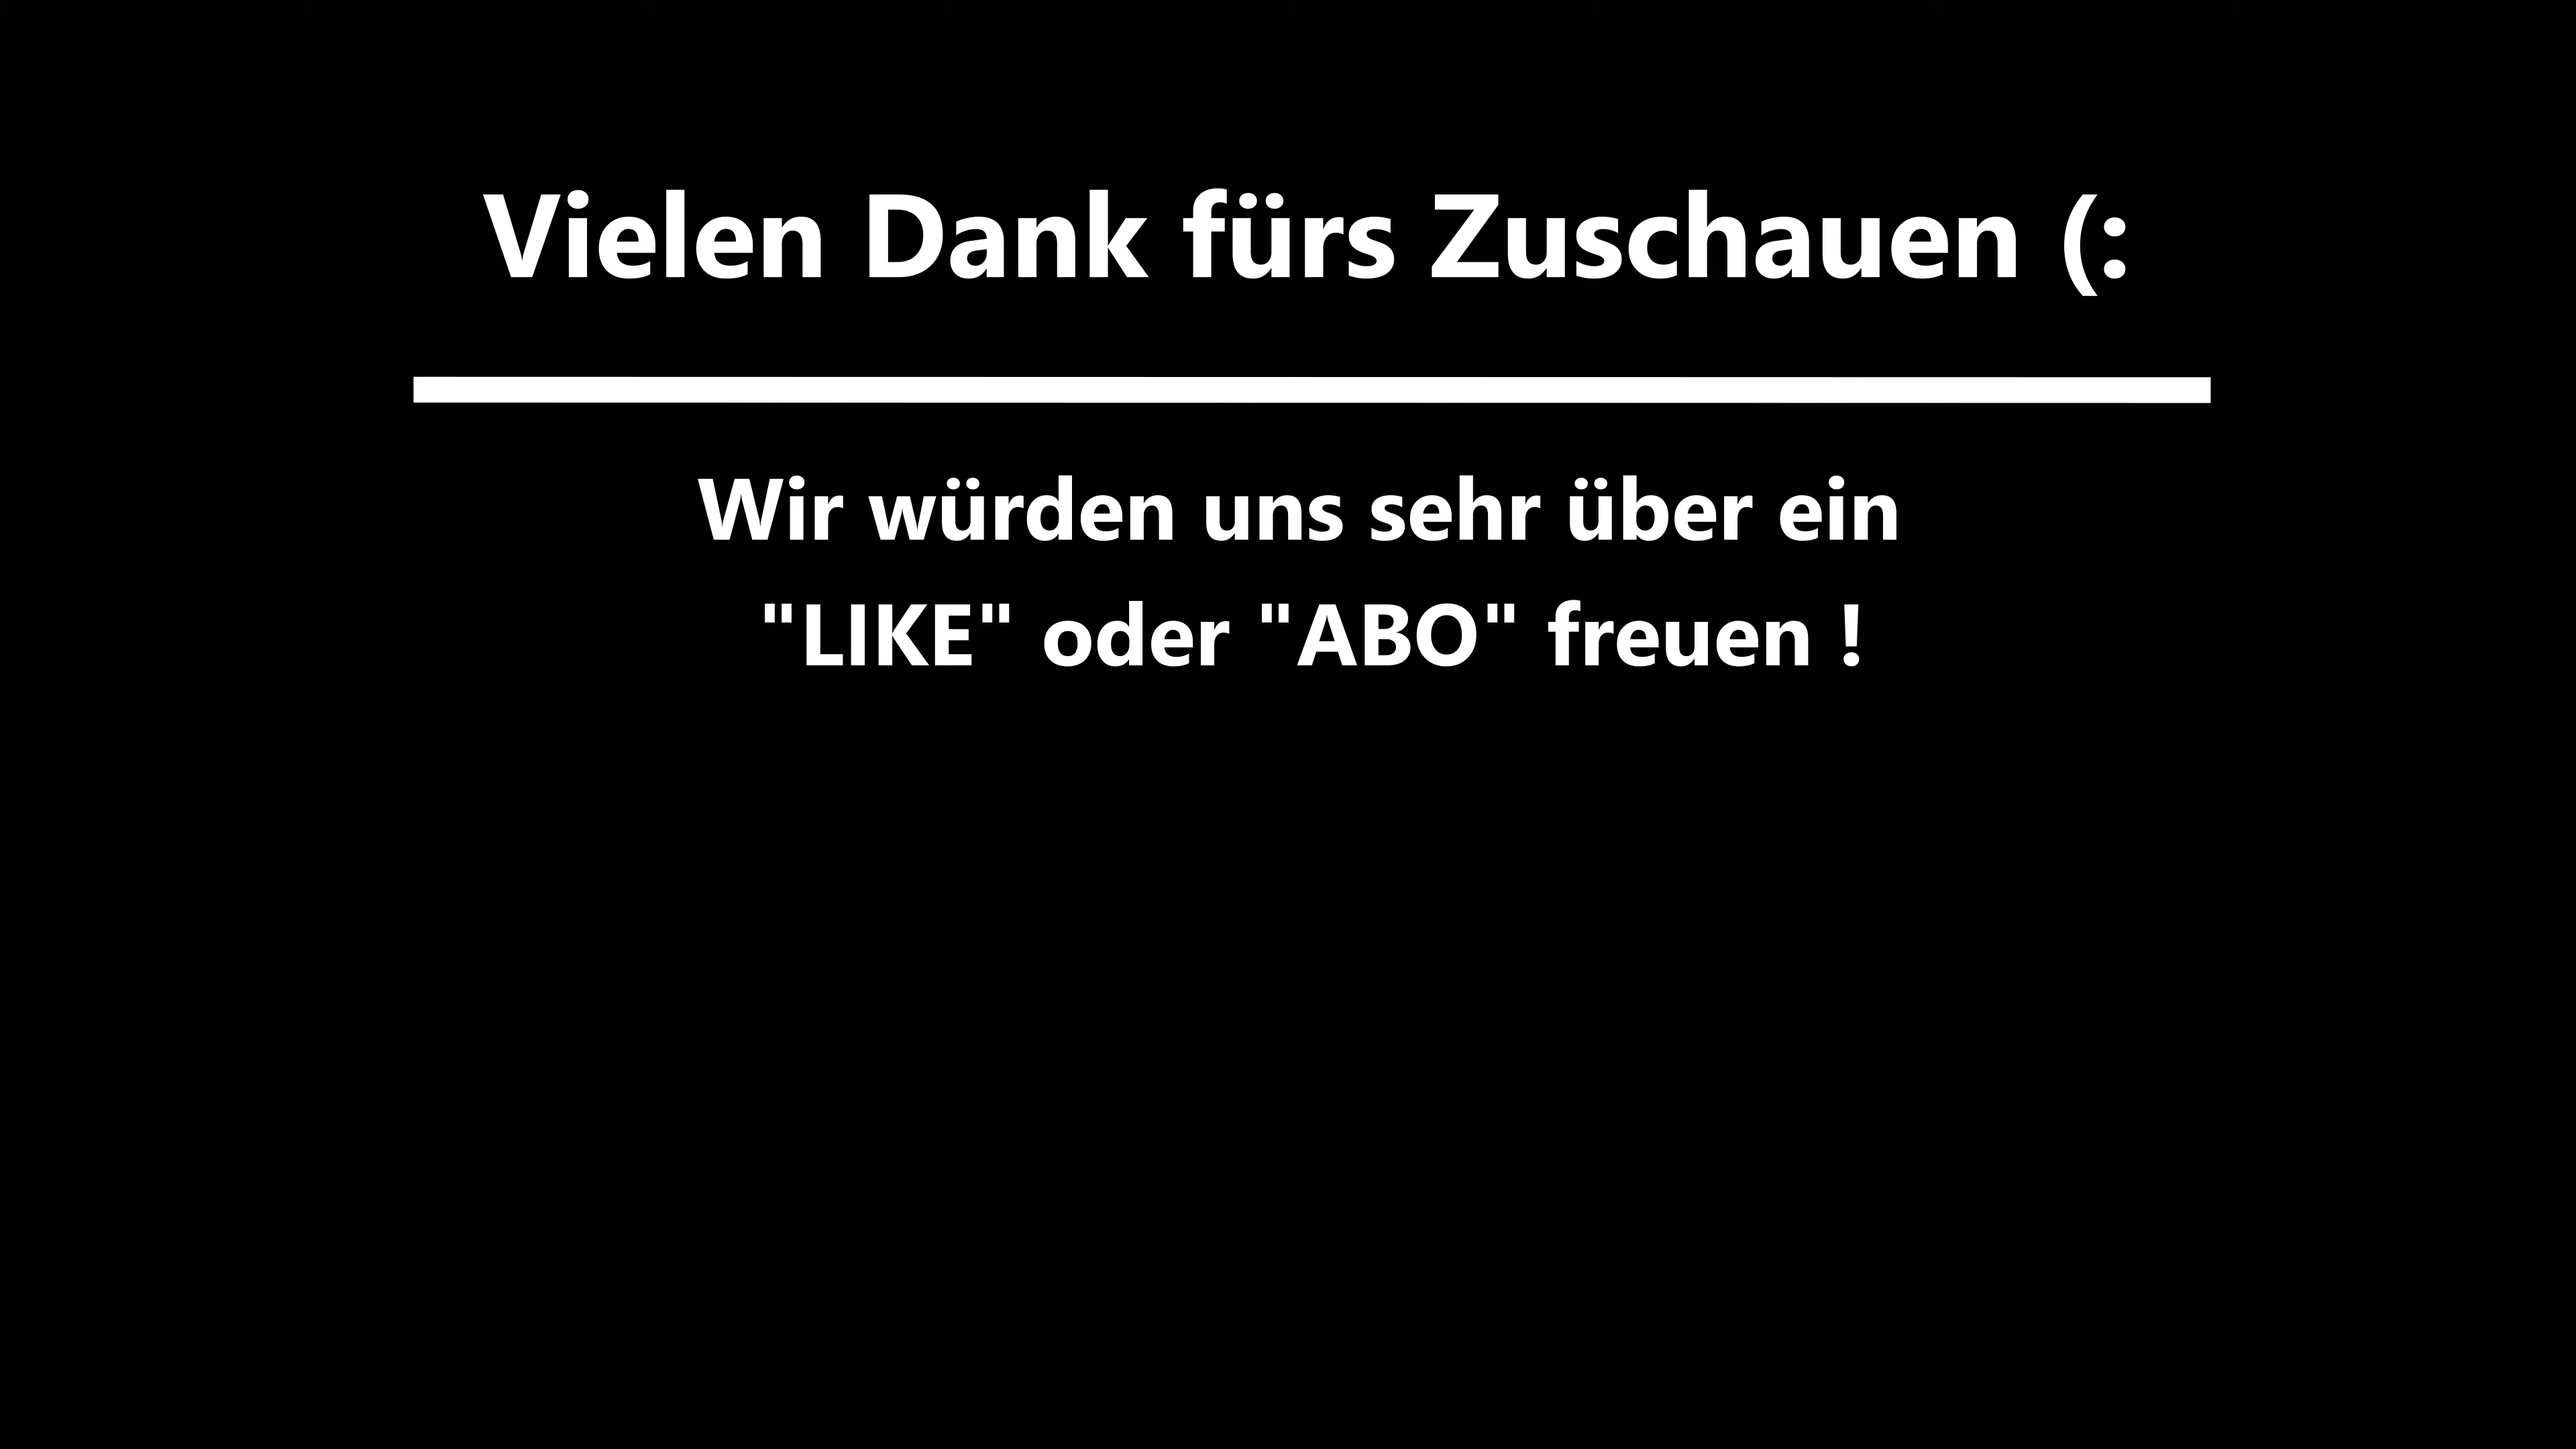 Vielen Dank fürs Zuschauen (:
Wir würden uns sehr über ein
"LIKE" oder "ABO" freuen !